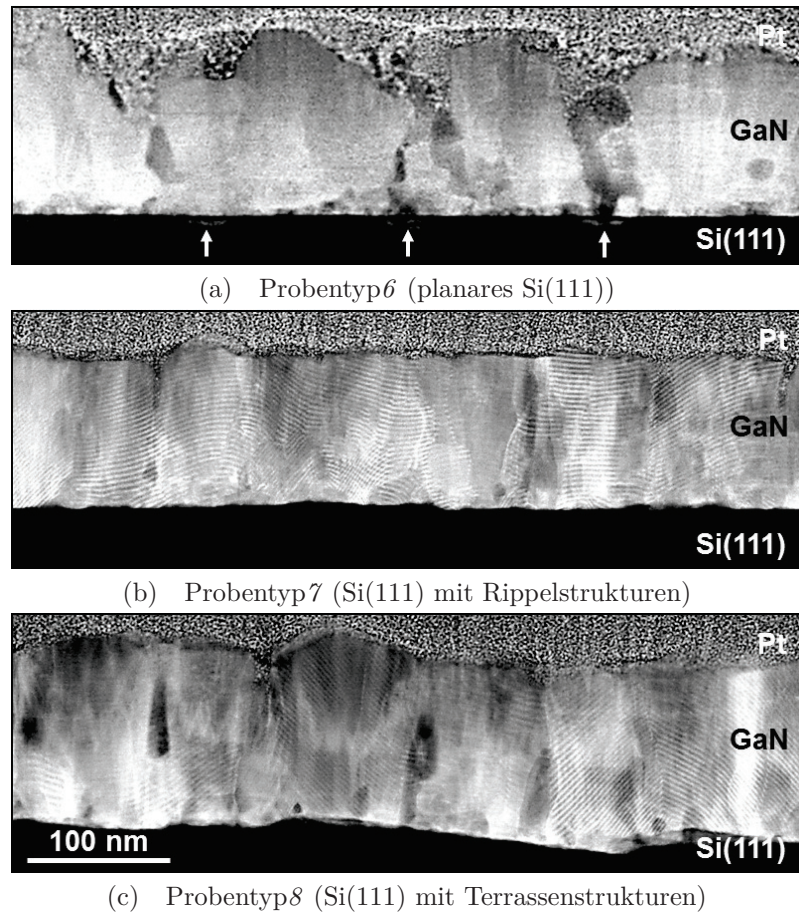 Pt
GaN
Si(111)
(a) Probentyp6 (planares Si(111))
Pt
GaN
Si(111)
(b) Probentyp7 (Si(111) mit Rippelstrukturen)
Pt
GaN
100 nm
Si(111)
(c) Probentyp8 (Si(111) mit Terrassenstrukturen)